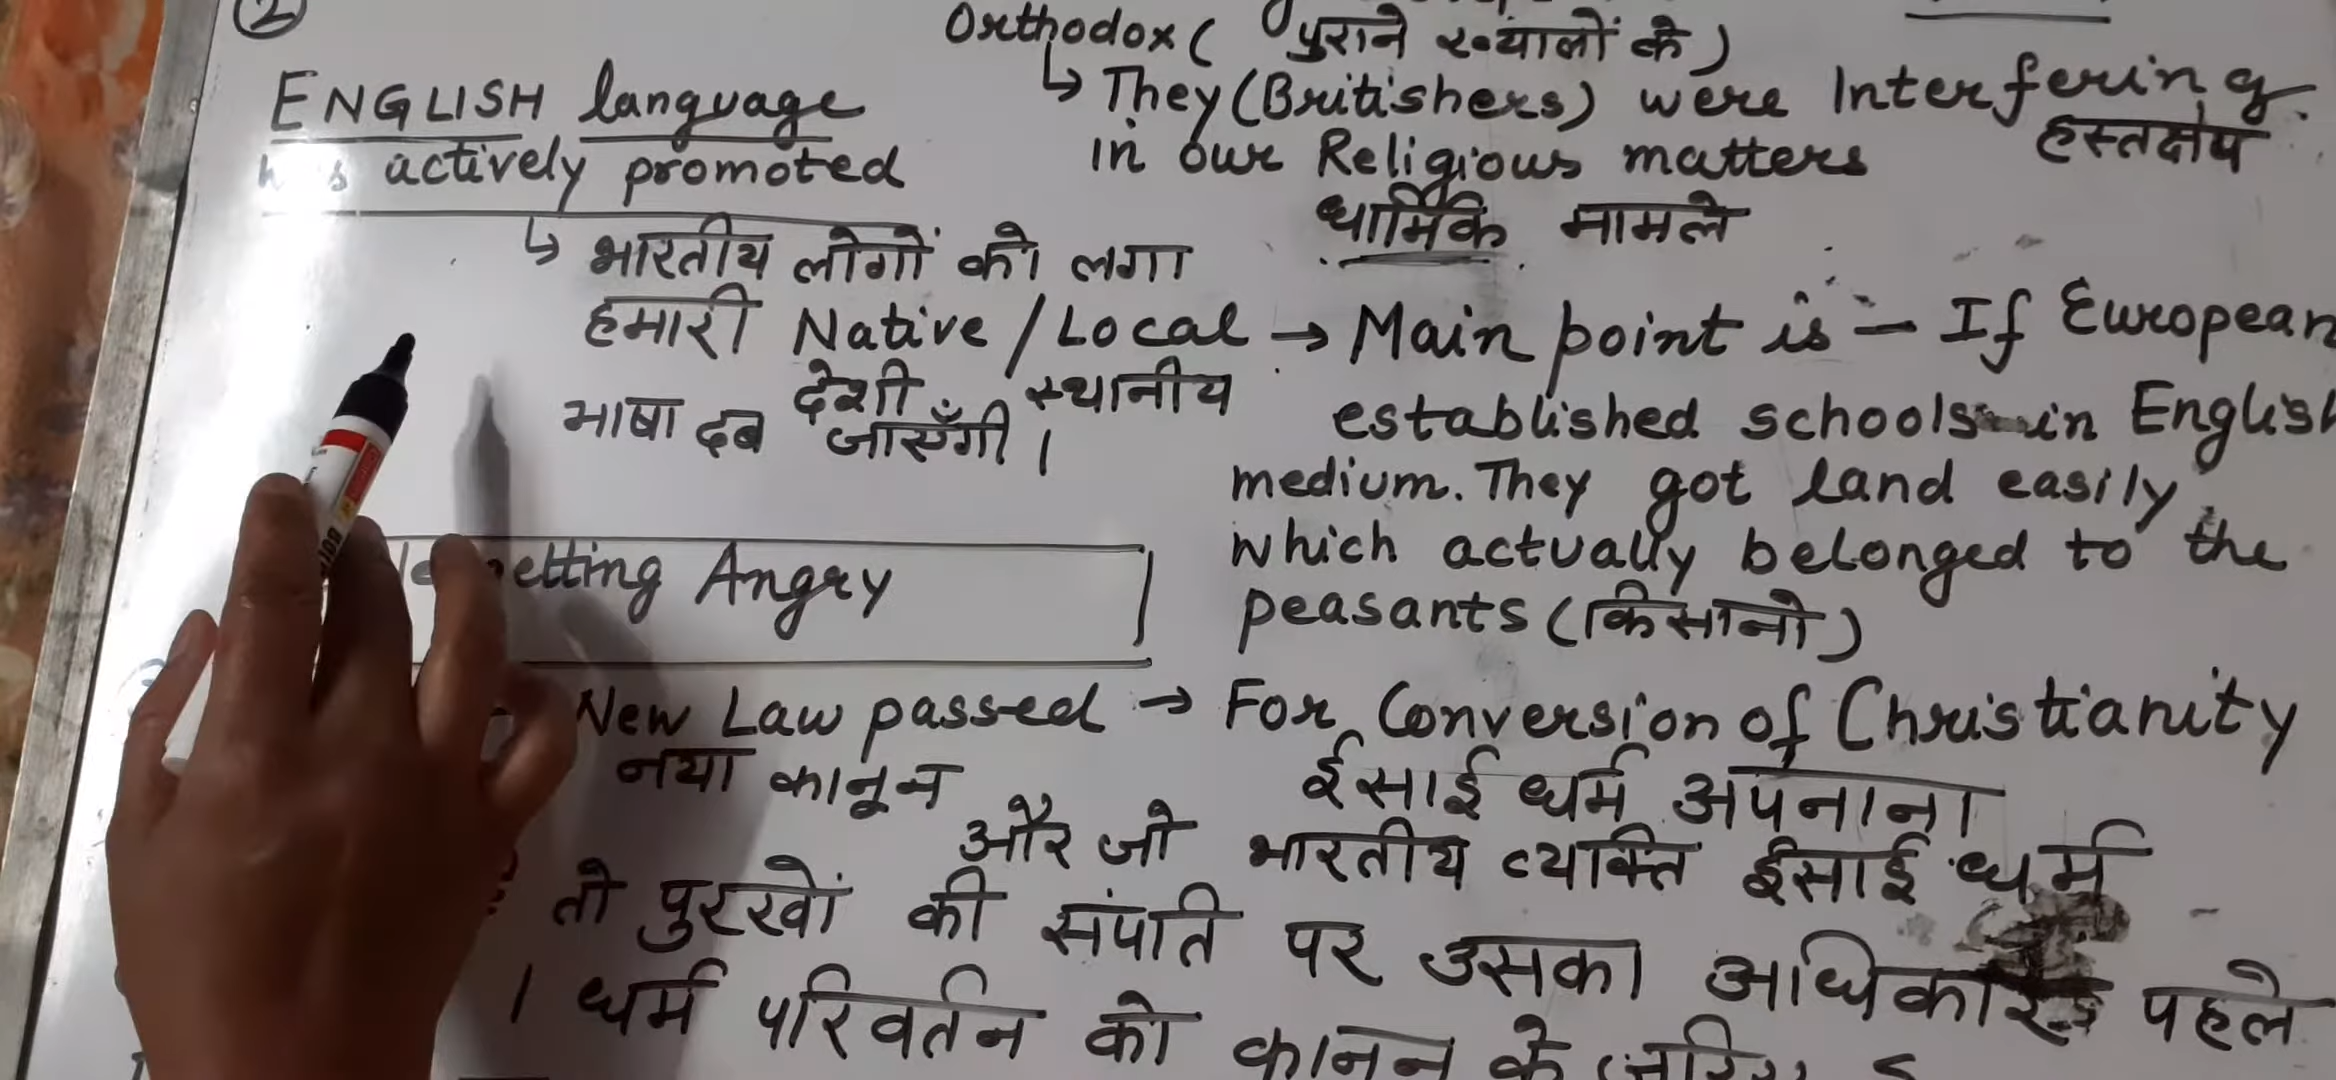 2
Orthodox ( पुराने ख्यालों के )
ENGLISH language
actively promoted
↳ They (Britishers) were Interfering
हस्तक्षेप
in our Religious matters
धार्मिक मामले
↳ भारतीय लोगों को लगा
हमारी Native / Local
देशी स्थानीय
भाषा दब जाएँगी ।
→ Main point is - If European
established schools in English
medium. They got land easily
which actually belonged to the
peasants (किसानो)
Angry
New Law passed → For Conversion of Christianity
नया कानून ईसाई धर्म अपनाना
और जो भारतीय व्यक्ति ईसाई धर्म
तो पुरखों की संपति पर उसका अधिकार पहले
। धर्म परिवर्तन को कानून के